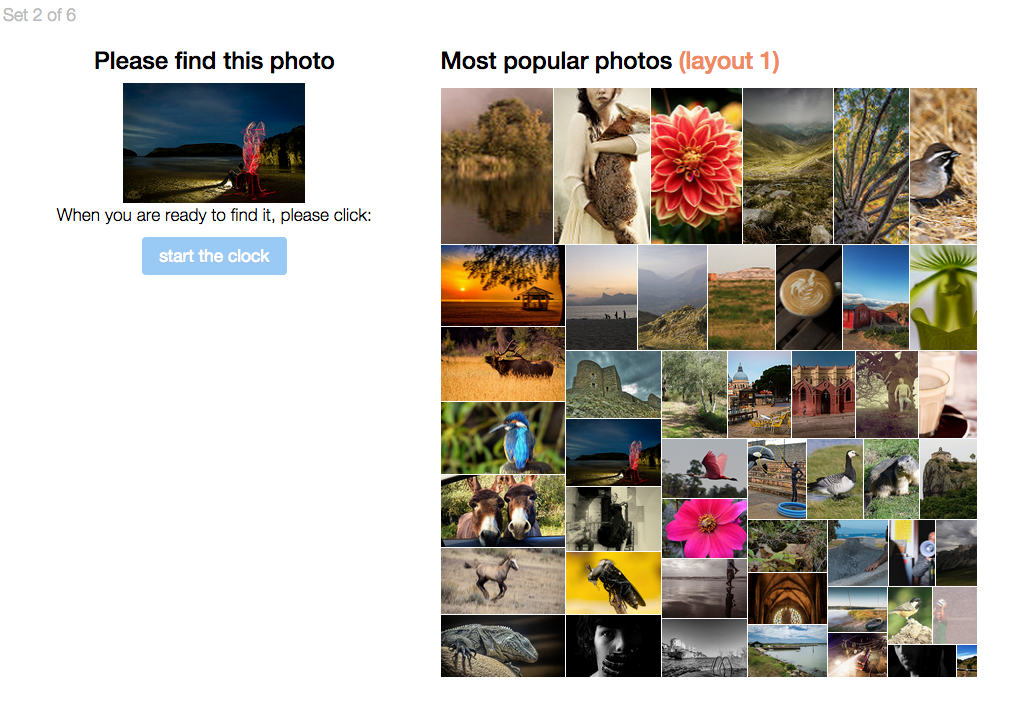 Set 2 of 6
Please find this photo
When you are ready to find it, please click:
start the clock
Most popular photos (layout 1)